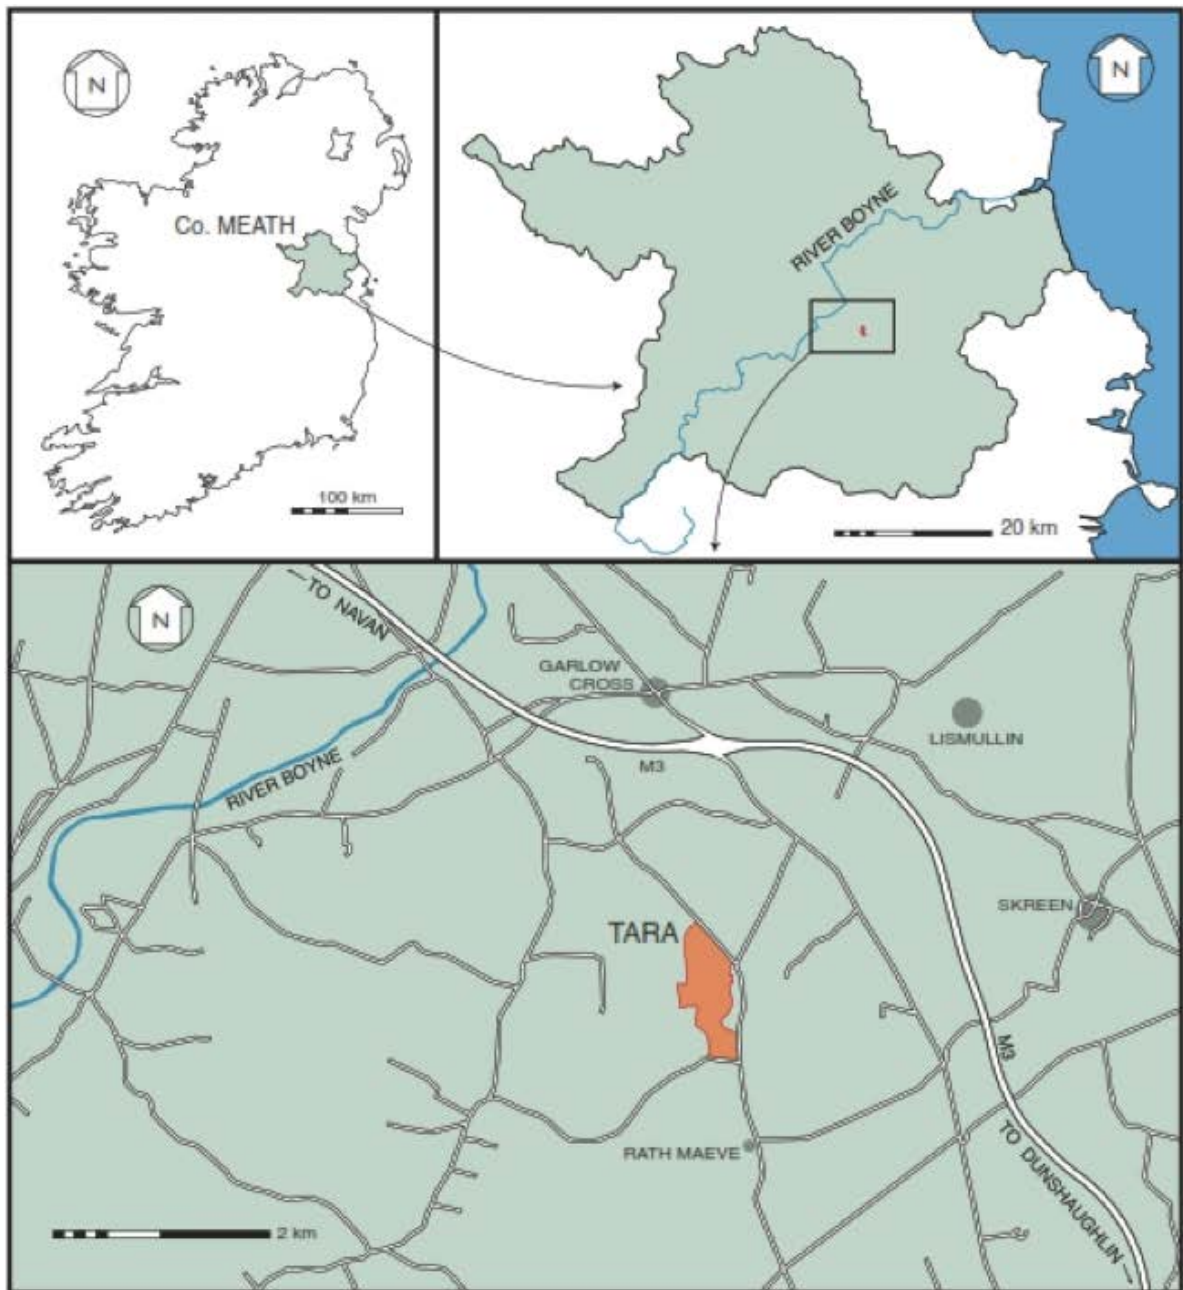 N
Co. MEATH
100 km
N
RIVER BOYNE
20 km
N
TO NAVAN
GARLOW
CROSS
LISMULLIN
RIVER BOYNE
M3
SKREEN
TARA
M3
RATH MAEVE
TO DUNSHAUGHLIN
2 km